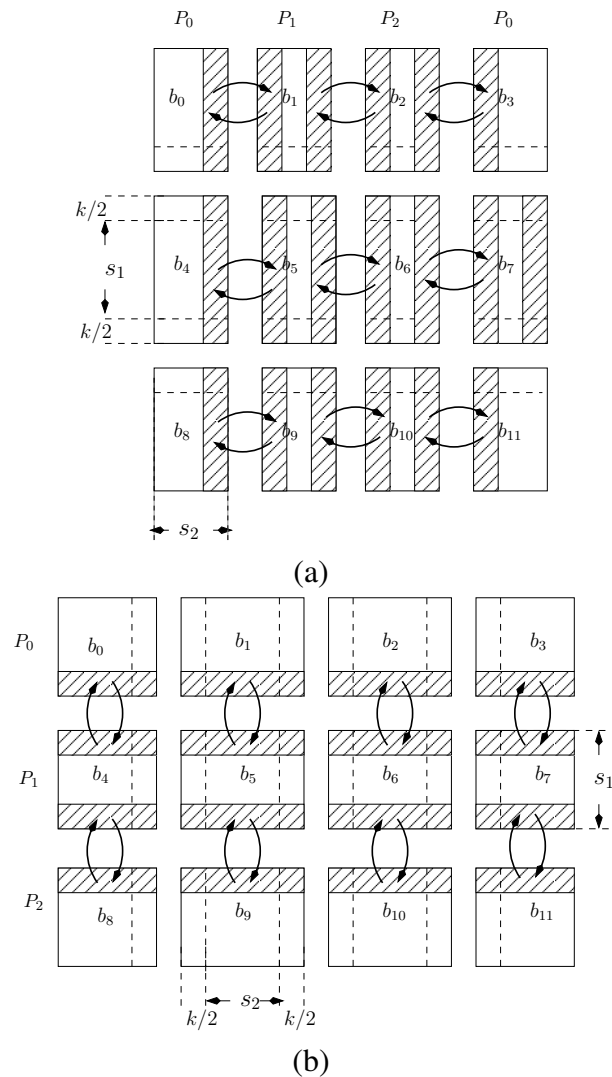 P₀ P₁ P₂ P₀
b₀ b₁ b₂ b₃
k/2
s₁
k/2
b₄ b₅ b₆ b₇
b₈ b₉ b₁₀ b₁₁
s₂
(a)
P₀ b₀ b₁ b₂ b₃
P₁ b₄ b₅ b₆ b₇ s₁
P₂ b₈ b₉ b₁₀ b₁₁
k/2 s₂ k/2
(b)